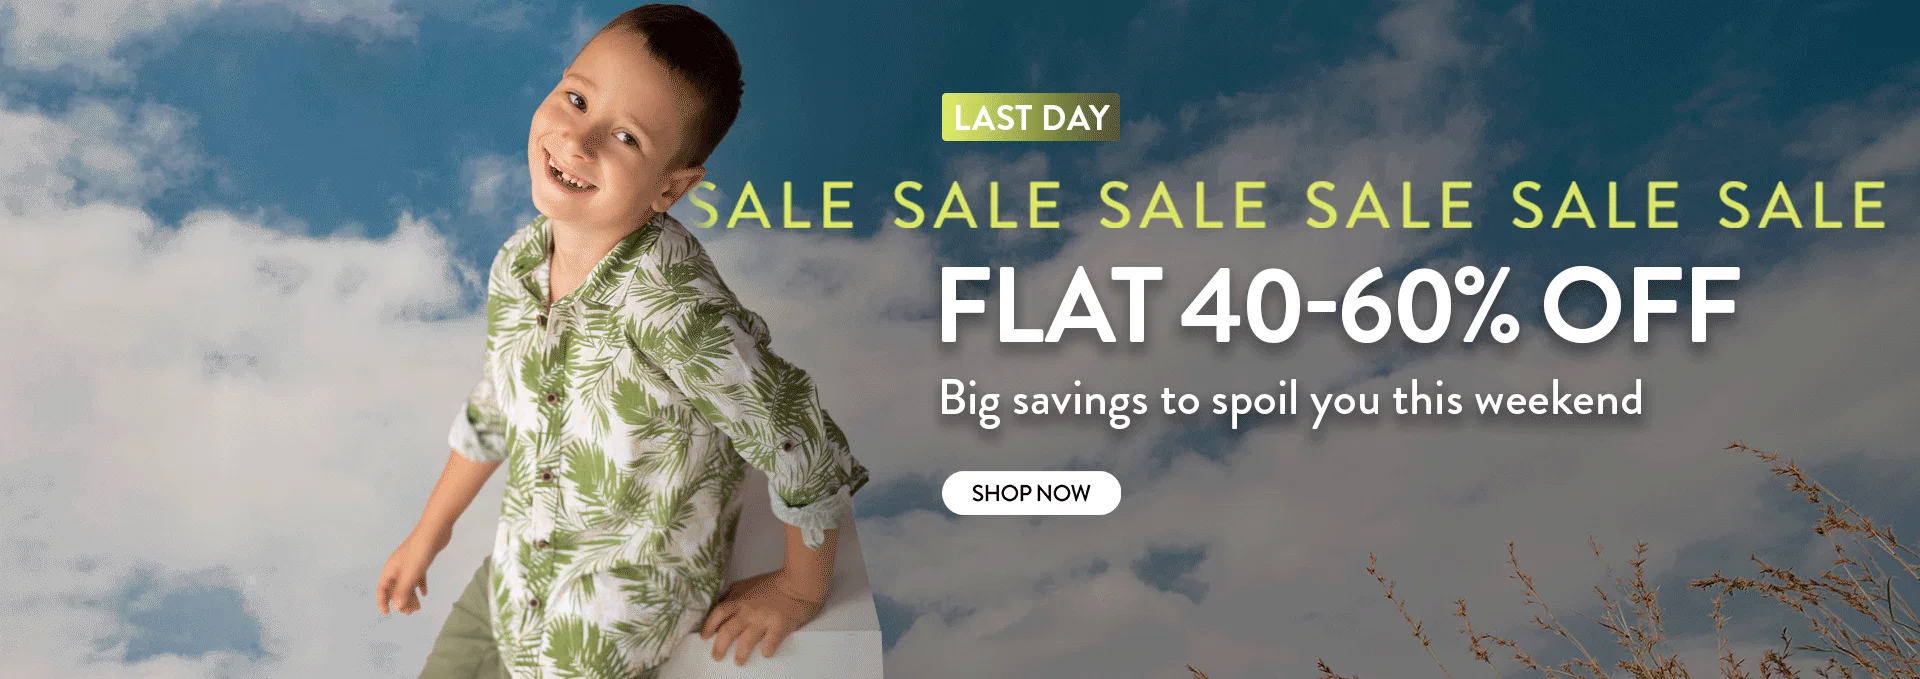 LAST DAY
SALE SALE SALE SALE SALE SALE
FLAT 40-60% OFF
Big savings to spoil you this weekend
SHOP NOW